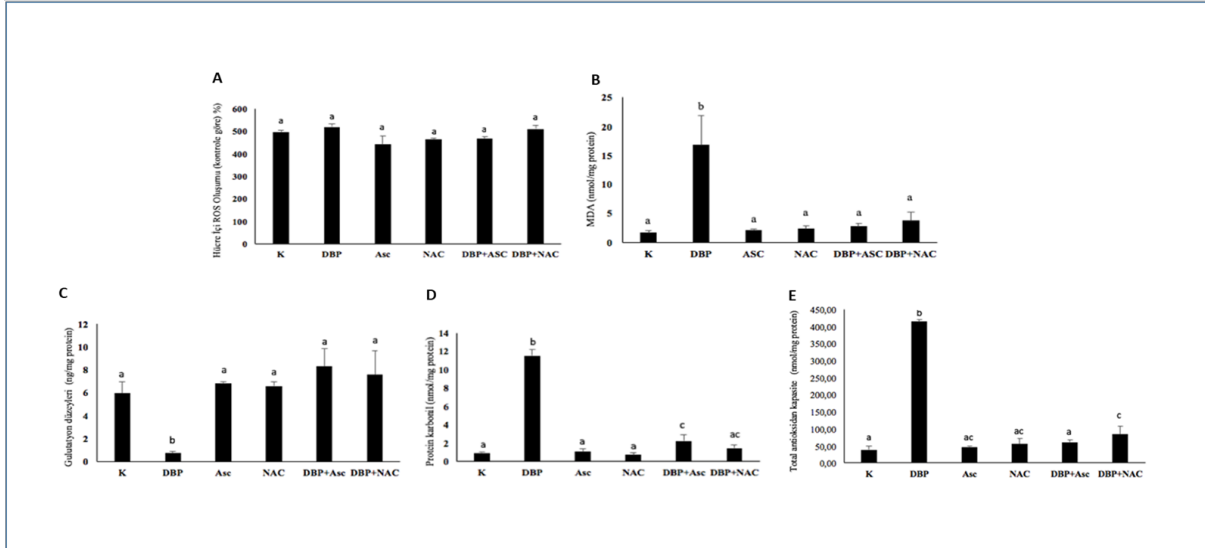 A
Hücre İçi ROS Oluşumu (kontrole göre) %)
600
500
400
300
200
100
0
a a a a a a
K DBP Asc NAC DBP+ASC DBP+NAC
B
MDA (nmol/mg protein)
25
20
15
10
5
0
a b a a a a
K DBP ASC NAC DBP+ASC DBP+NAC
C
Gulutatyon düzeyleri (ng/mg protein)
12
10
8
6
4
2
0
a b a a a a
K DBP Asc NAC DBP+Asc DBP+NAC
D
Protein karbonil (nmol/mg protein)
14
12
10
8
6
4
2
0
a b a a c ac
K DBP Asc NAC DBP+Asc DBP+NAC
E
Total antioksidan kapasite (nmol/mg protein)
450,00
400,00
350,00
300,00
250,00
200,00
150,00
100,00
50,00
0,00
a b ac ac a c
K DBP Asc NAC DBP+Asc DBP+NAC